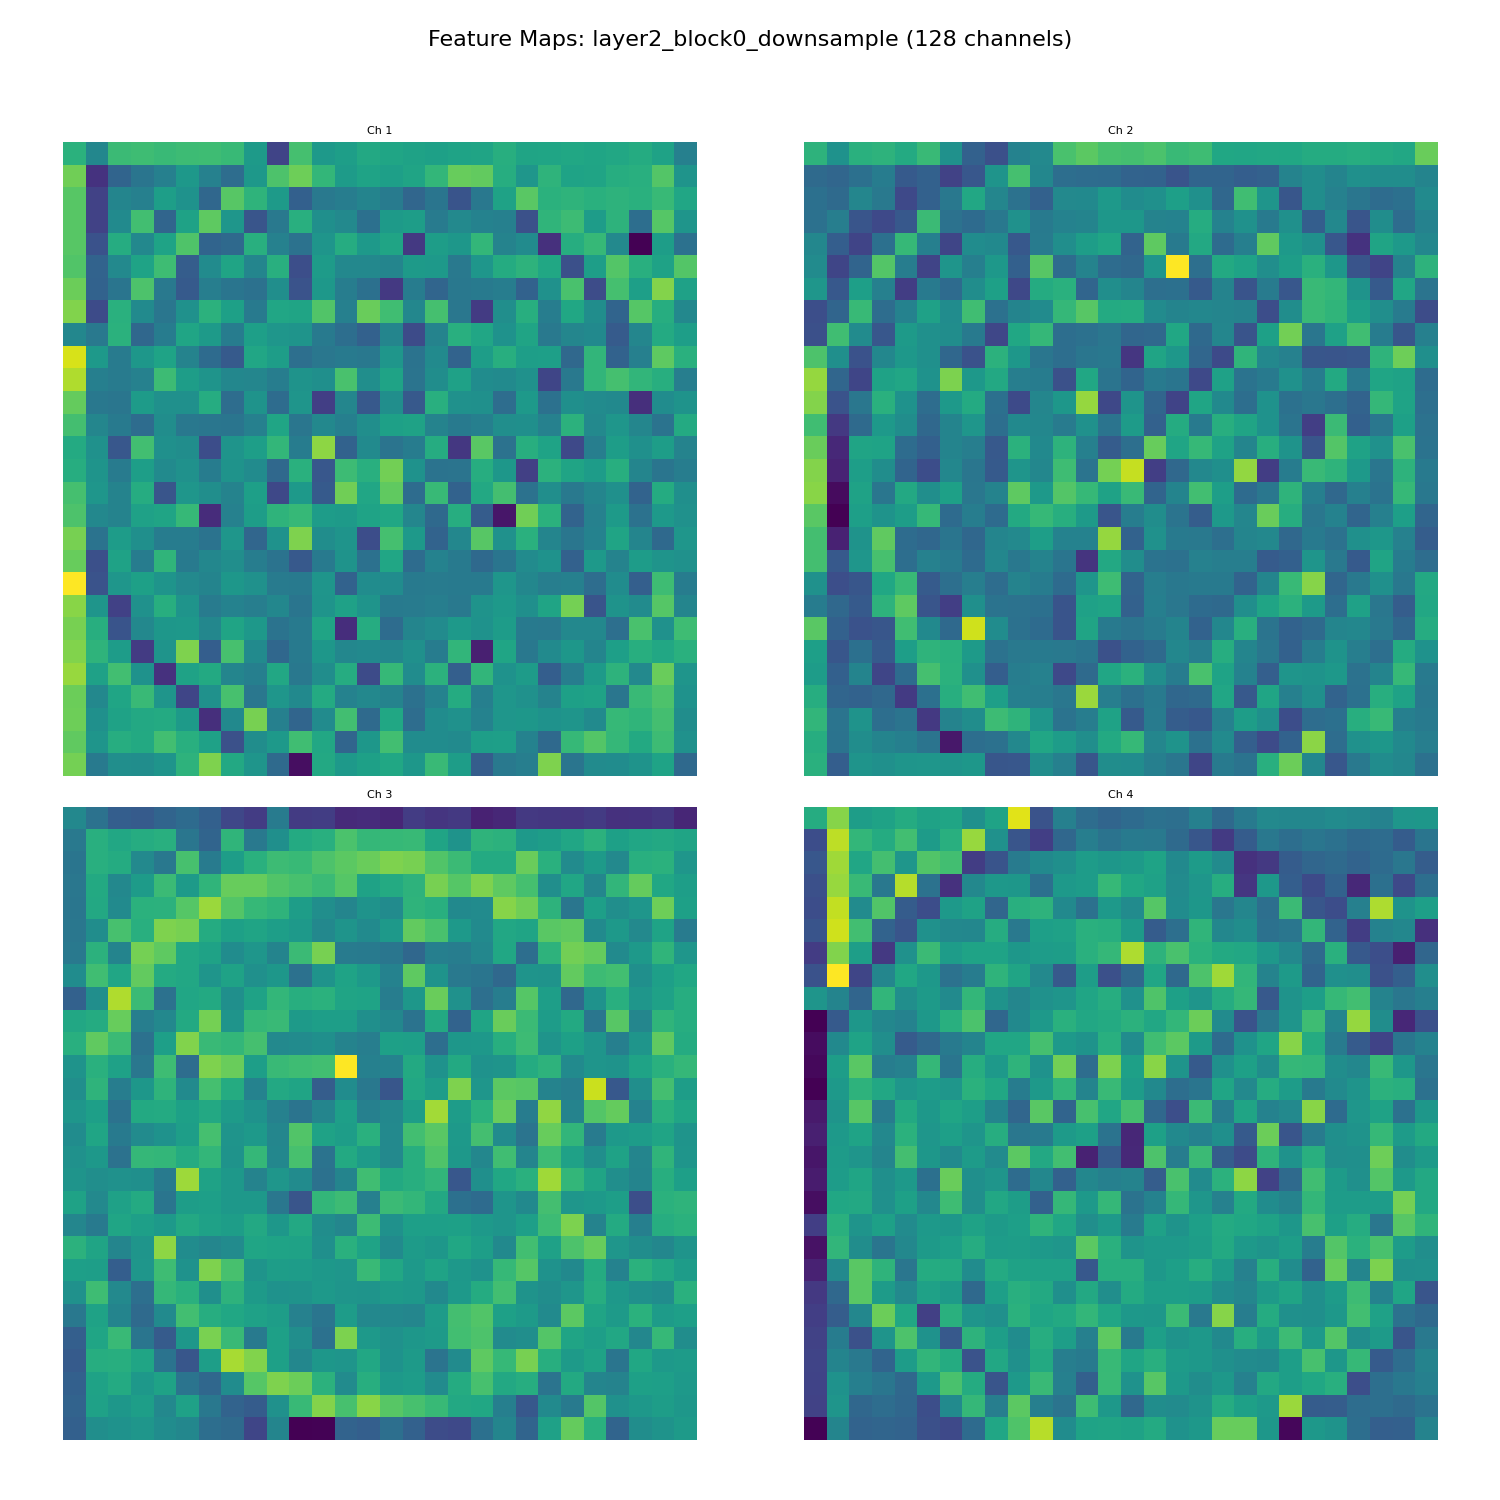 Feature Maps: layer2_block0_downsample (128 channels)
Ch 1
Ch 2
Ch 3
Ch 4